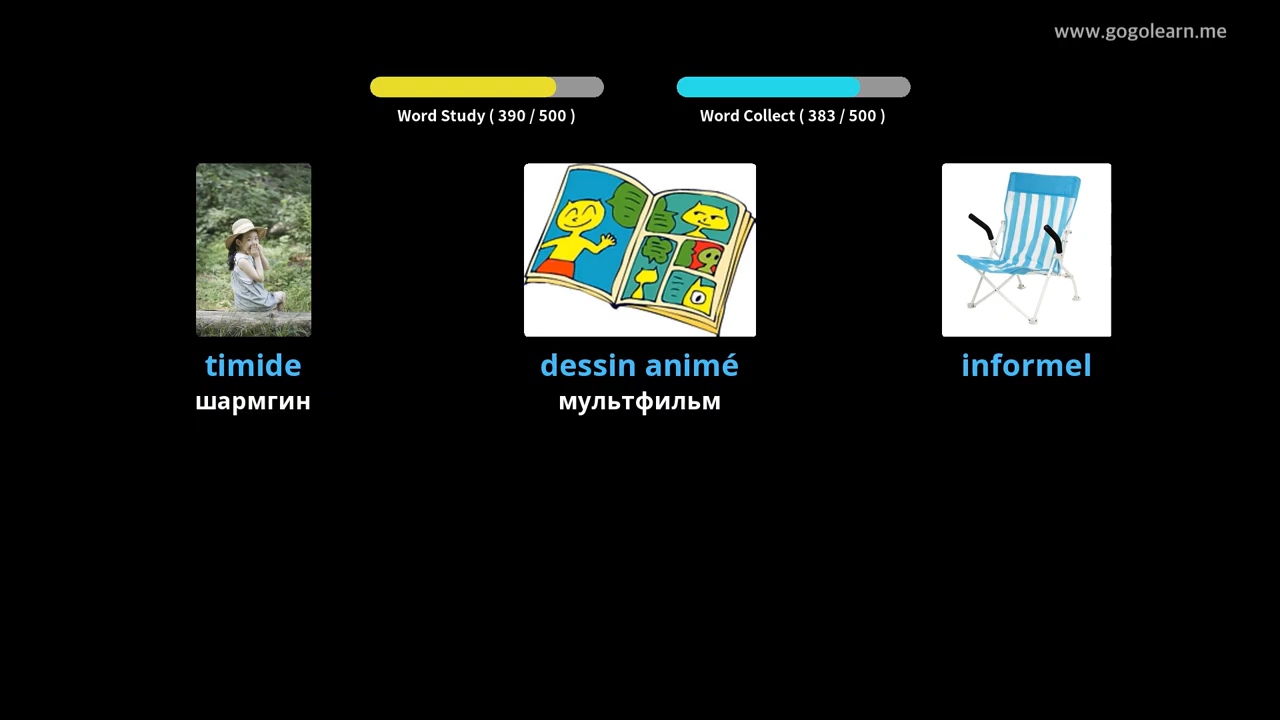 www.gogolearn.me
Word Study ( 390 / 500 )
Word Collect ( 383 / 500 )
timide
шармгин
dessin animé
мультфильм
informel